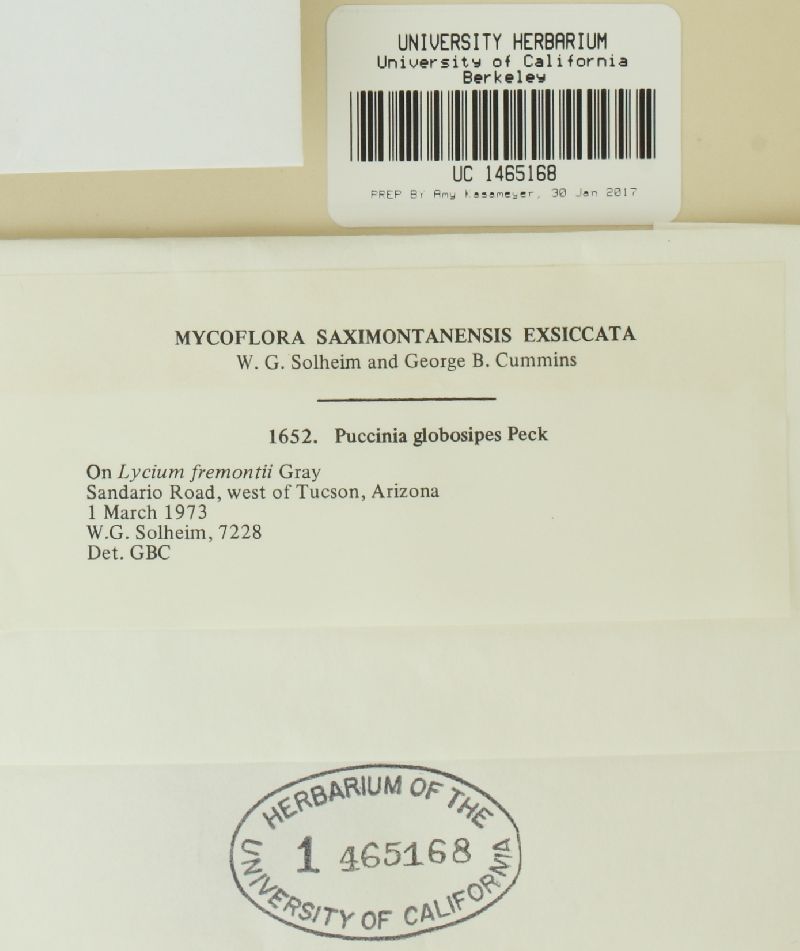 UNIVERSITY HERBARIUM
University of California
Berkeley
UC 1465168
PREP BY Amy Kasameyer, 30 Jan 2017
MYCOFLORA SAXIMONTANENSIS EXSICCATA
W. G. Solheim and George B. Cummins
1652. Puccinia globosipes Peck
On Lycium fremontii Gray
Sandario Road, west of Tucson, Arizona
1 March 1973
W.G. Solheim, 7228
Det. GBC
HERBARIUM OF THE
1 465168
UNIVERSITY OF CALIFORNIA